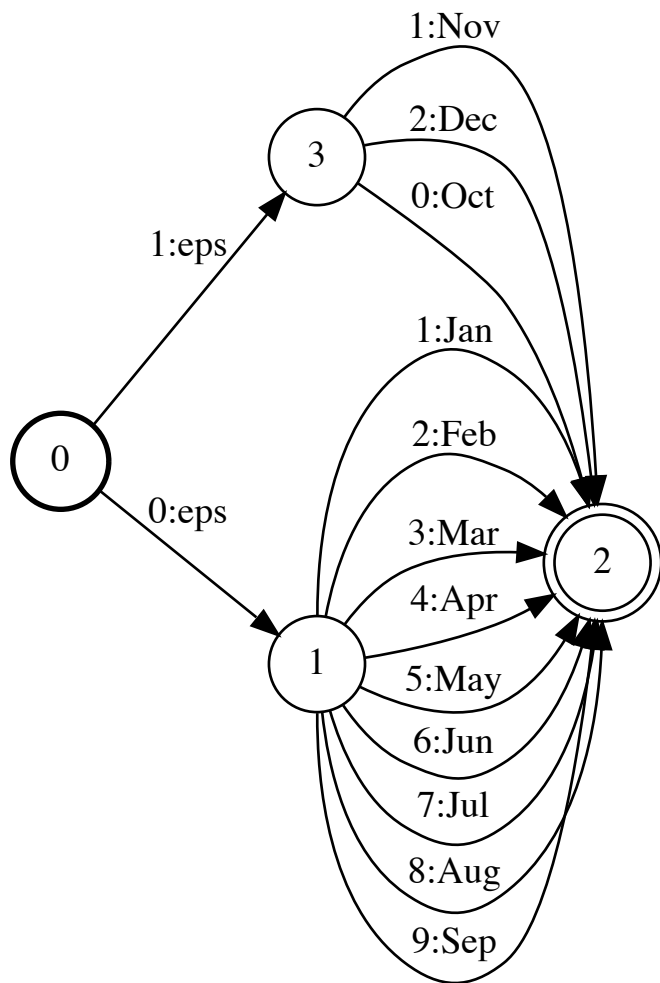 1:Nov
2:Dec
3
0:Oct
1:eps
1:Jan
2:Feb
0
0:eps
3:Mar
2
4:Apr
1
5:May
6:Jun
7:Jul
8:Aug
9:Sep